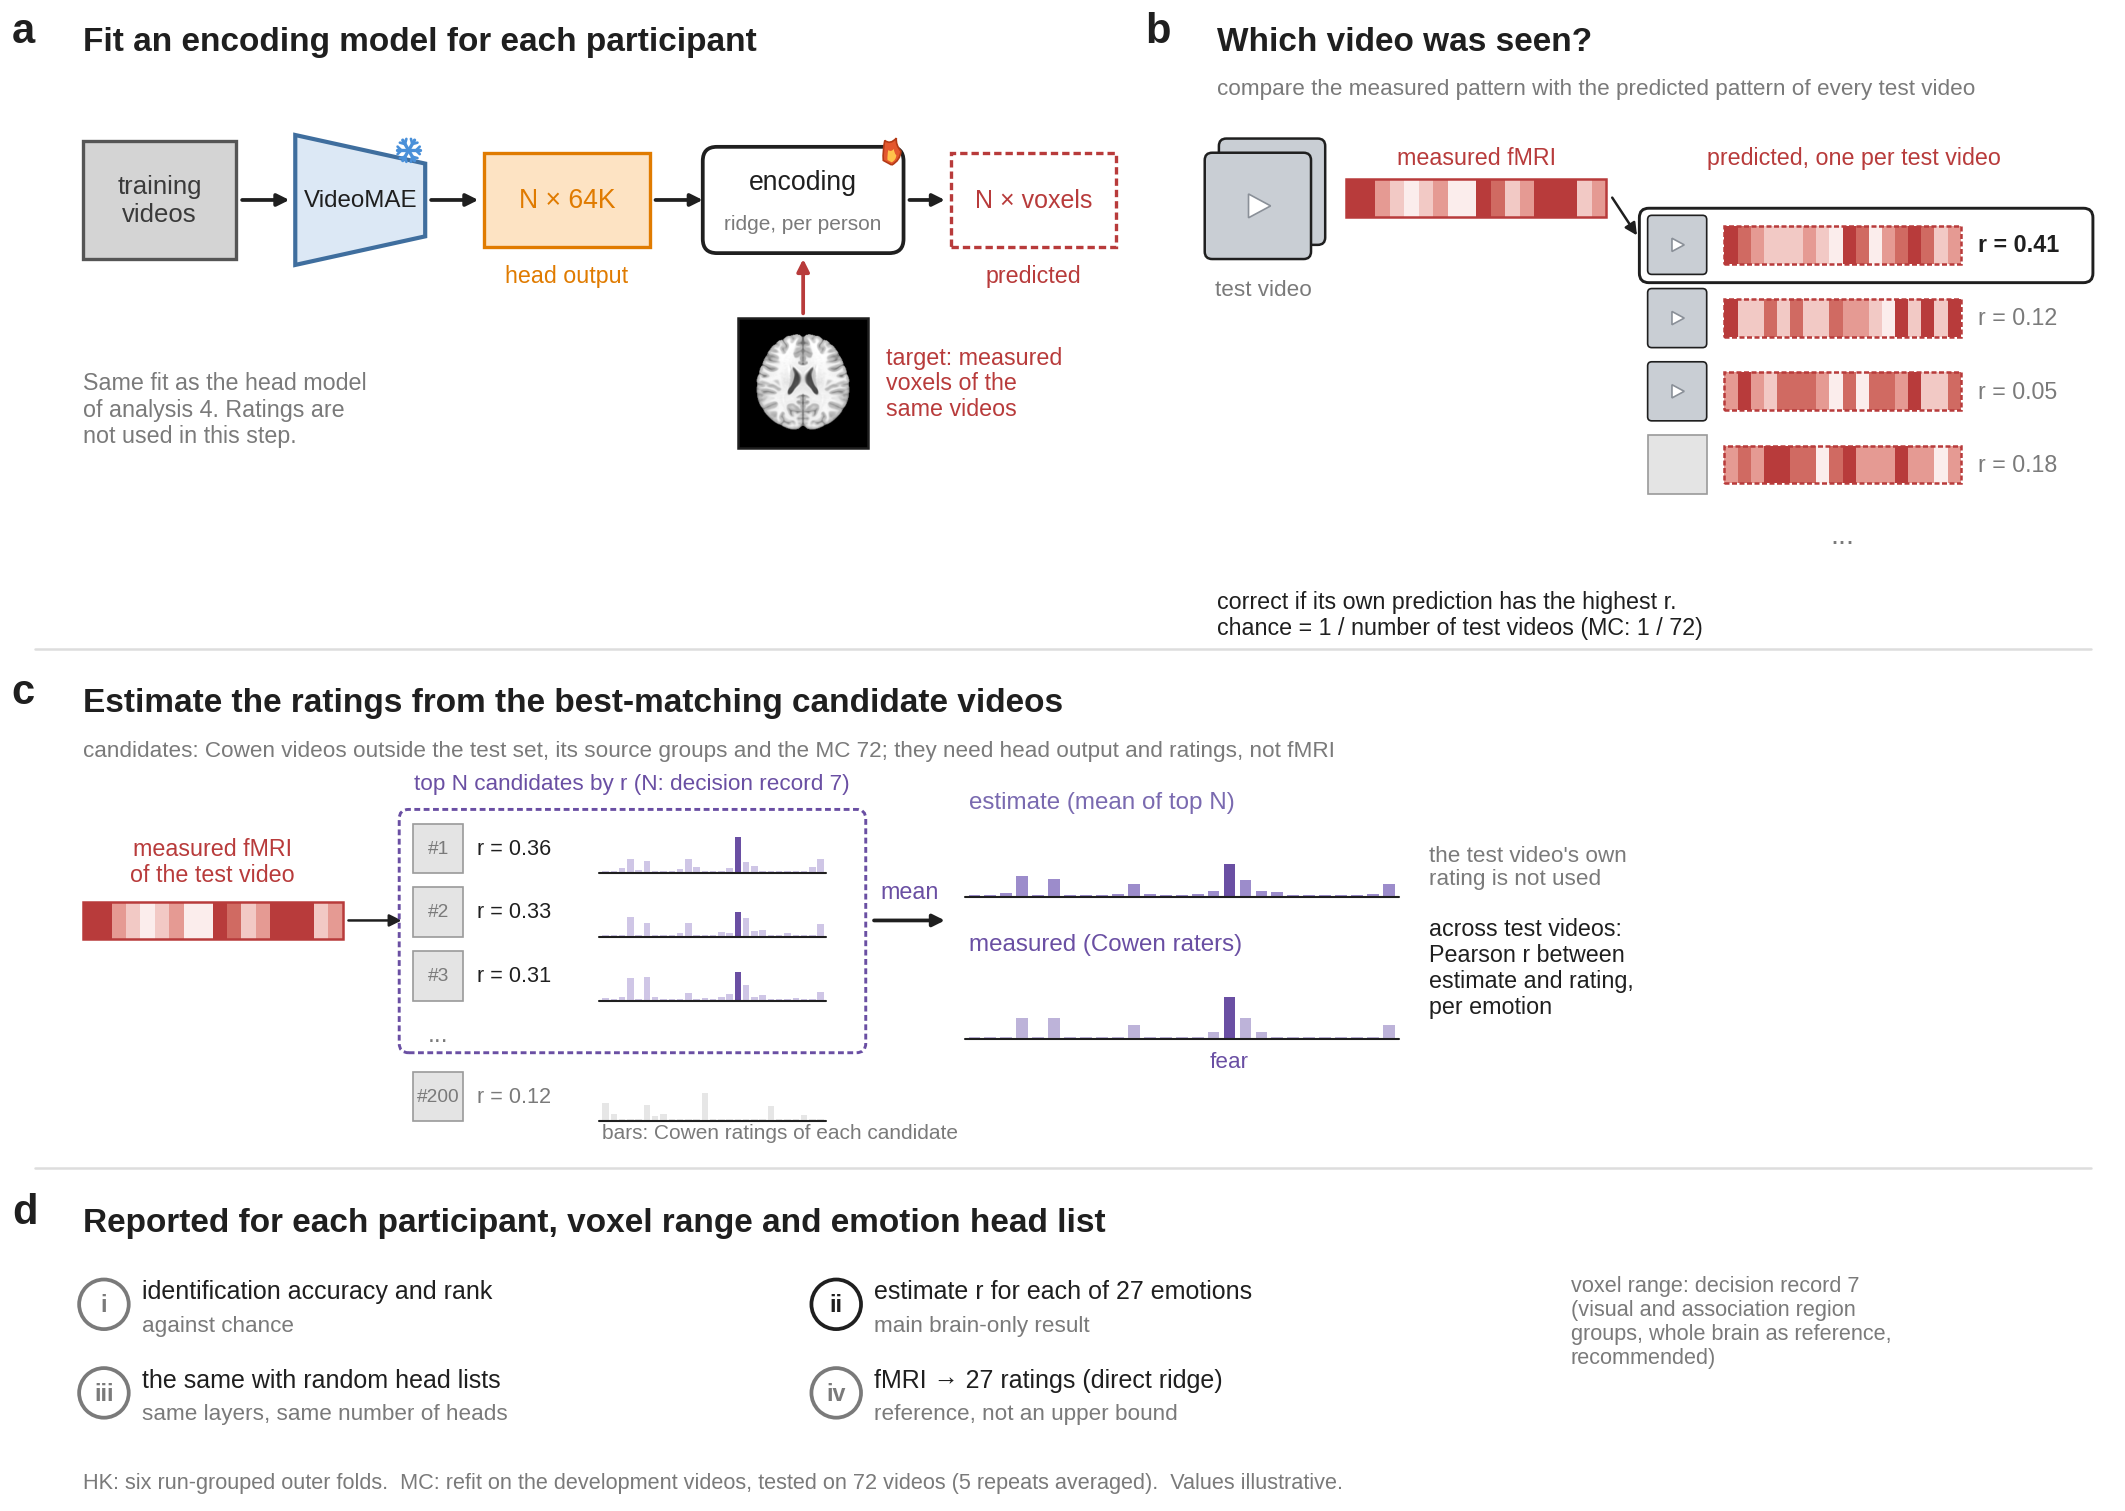 a
Fit an encoding model for each participant
training
videos
VideoMAE
N × 64K
head output
encoding
ridge, per person
N × voxels
predicted
target: measured
voxels of the
same videos
Same fit as the head model
of analysis 4. Ratings are
not used in this step.
b
Which video was seen?
compare the measured pattern with the predicted pattern of every test video
test video
measured fMRI
predicted, one per test video
r = 0.41
r = 0.12
r = 0.05
r = 0.18
...
correct if its own prediction has the highest r.
chance = 1 / number of test videos (MC: 1 / 72)
c
Estimate the ratings from the best-matching candidate videos
candidates: Cowen videos outside the test set, its source groups and the MC 72; they need head output and ratings, not fMRI
top N candidates by r (N: decision record 7)
measured fMRI
of the test video
#1 r = 0.36
#2 r = 0.33
#3 r = 0.31
...
#200 r = 0.12
bars: Cowen ratings of each candidate
mean
estimate (mean of top N)
measured (Cowen raters)
fear
the test video's own
rating is not used
across test videos:
Pearson r between
estimate and rating,
per emotion
d
Reported for each participant, voxel range and emotion head list
i
identification accuracy and rank
against chance
ii
estimate r for each of 27 emotions
main brain-only result
iii
the same with random head lists
same layers, same number of heads
iv
fMRI → 27 ratings (direct ridge)
reference, not an upper bound
voxel range: decision record 7
(visual and association region
groups, whole brain as reference,
recommended)
HK: six run-grouped outer folds.  MC: refit on the development videos, tested on 72 videos (5 repeats averaged).  Values illustrative.